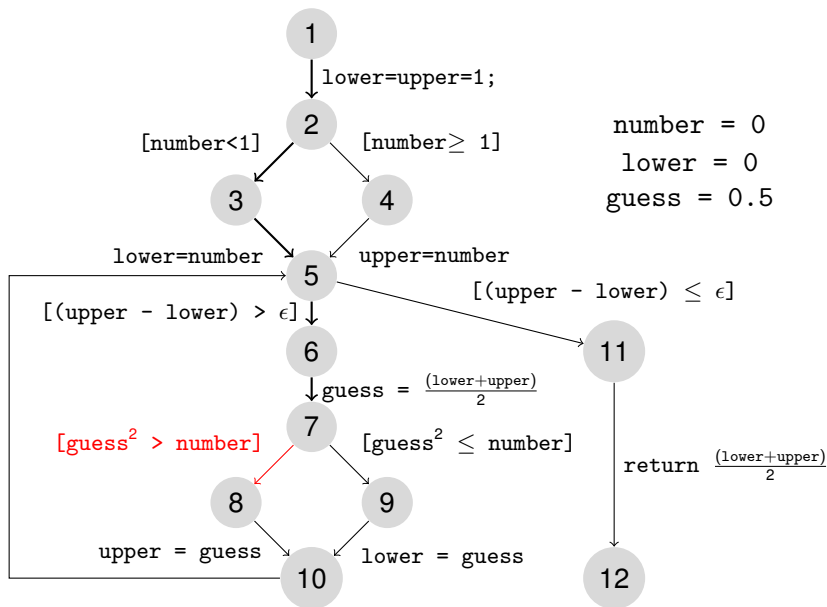 1
lower=upper=1;
2
[number<1]
[number≥ 1]
number = 0
lower = 0
guess = 0.5
3
4
lower=number
upper=number
5
[(upper - lower) > ϵ]
[(upper - lower) ≤ ϵ]
6
11
guess = (lower+upper)/2
7
[guess² > number]
[guess² ≤ number]
return (lower+upper)/2
8
9
upper = guess
lower = guess
10
12